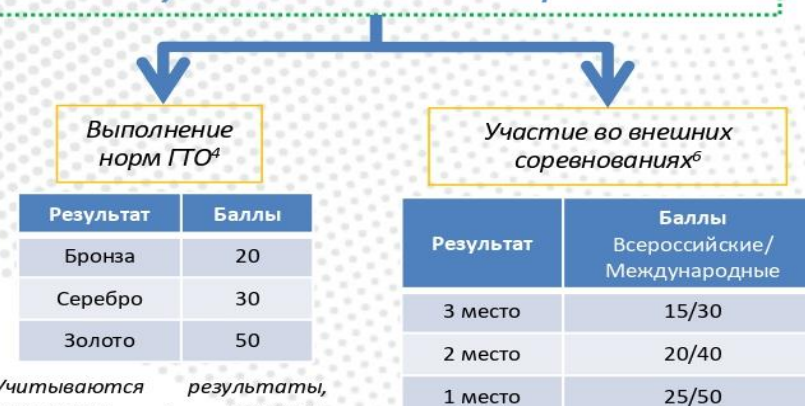 Выполнение
норм ГТО⁴
Результат Баллы
Бронза 20
Серебро 30
Золото 50
Учитываются результаты,
Участие во внешних
соревнованиях⁶
Результат
Баллы
Всероссийские/
Международные
3 место 15/30
2 место 20/40
1 место 25/50